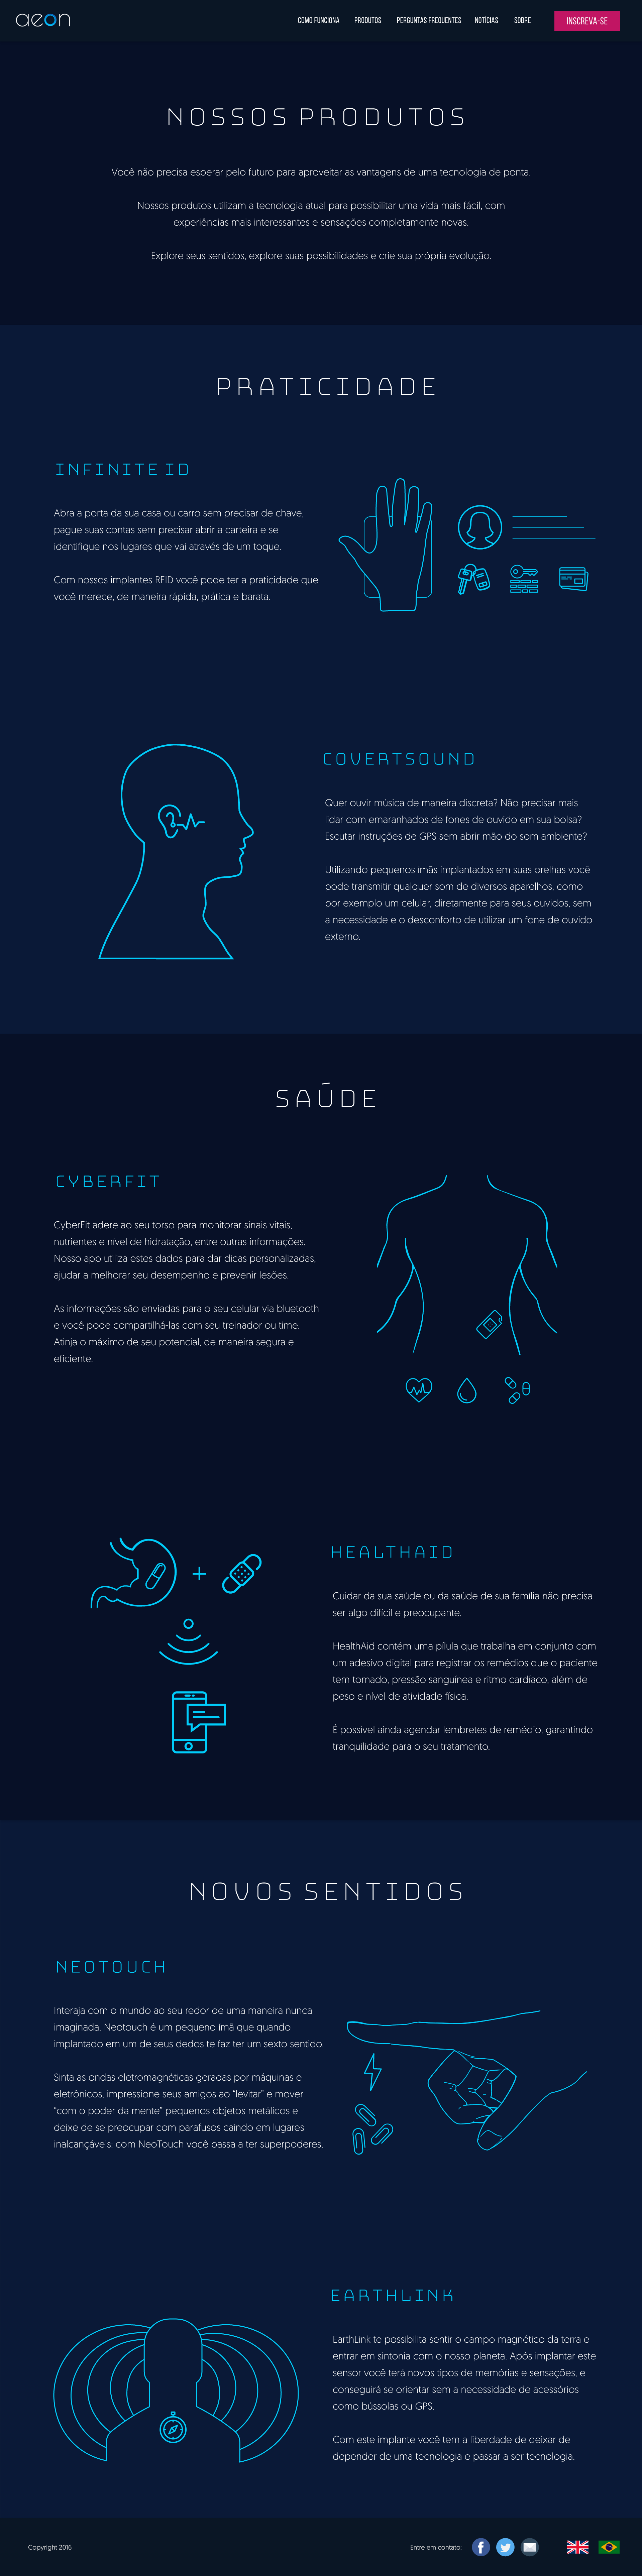 aeon
COMO FUNCIONA PRODUTOS PERGUNTAS FREQUENTES NOTÍCIAS SOBRE INSCREVA-SE
NOSSOS PRODUTOS
Você não precisa esperar pelo futuro para aproveitar as vantagens de uma tecnologia de ponta.
Nossos produtos utilizam a tecnologia atual para possibilitar uma vida mais fácil, com
experiências mais interessantes e sensações completamente novas.
Explore seus sentidos, explore suas possibilidades e crie sua própria evolução.
PRATICIDADE
INFINITE ID
Abra a porta da sua casa ou carro sem precisar de chave,
pague suas contas sem precisar abrir a carteira e se
identifique nos lugares que vai através de um toque.
Com nossos implantes RFID você pode ter a praticidade que
você merece, de maneira rápida, prática e barata.
COVERTSOUND
Quer ouvir música de maneira discreta? Não precisar mais
lidar com emaranhados de fones de ouvido em sua bolsa?
Escutar instruções de GPS sem abrir mão do som ambiente?
Utilizando pequenos ímãs implantados em suas orelhas você
pode transmitir qualquer som de diversos aparelhos, como
por exemplo um celular, diretamente para seus ouvidos, sem
a necessidade e o desconforto de utilizar um fone de ouvido
externo.
SAÚDE
CYBERFIT
CyberFit adere ao seu torso para monitorar sinais vitais,
nutrientes e nível de hidratação, entre outras informações.
Nosso app utiliza estes dados para dar dicas personalizadas,
ajudar a melhorar seu desempenho e prevenir lesões.
As informações são enviadas para o seu celular via bluetooth
e você pode compartilhá-las com seu treinador ou time.
Atinja o máximo de seu potencial, de maneira segura e
eficiente.
HEALTHAID
Cuidar da sua saúde ou da saúde de sua família não precisa
ser algo difícil e preocupante.
HealthAid contém uma pílula que trabalha em conjunto com
um adesivo digital para registrar os remédios que o paciente
tem tomado, pressão sanguínea e ritmo cardíaco, além de
peso e nível de atividade física.
É possível ainda agendar lembretes de remédio, garantindo
tranquilidade para o seu tratamento.
NOVOS SENTIDOS
NEOTOUCH
Interaja com o mundo ao seu redor de uma maneira nunca
imaginada. Neotouch é um pequeno ímã que quando
implantado em um de seus dedos te faz ter um sexto sentido.
Sinta as ondas eletromagnéticas geradas por máquinas e
eletrônicos, impressione seus amigos ao “levitar” e mover
“com o poder da mente” pequenos objetos metálicos e
deixe de se preocupar com parafusos caindo em lugares
inalcançáveis: com NeoTouch você passa a ter superpoderes.
EARTHLINK
EarthLink te possibilita sentir o campo magnético da terra e
entrar em sintonia com o nosso planeta. Após implantar este
sensor você terá novos tipos de memórias e sensações, e
conseguirá se orientar sem a necessidade de acessórios
como bússolas ou GPS.
Com este implante você tem a liberdade de deixar de
depender de uma tecnologia e passar a ser tecnologia.
Copyright 2016
Entre em contato: